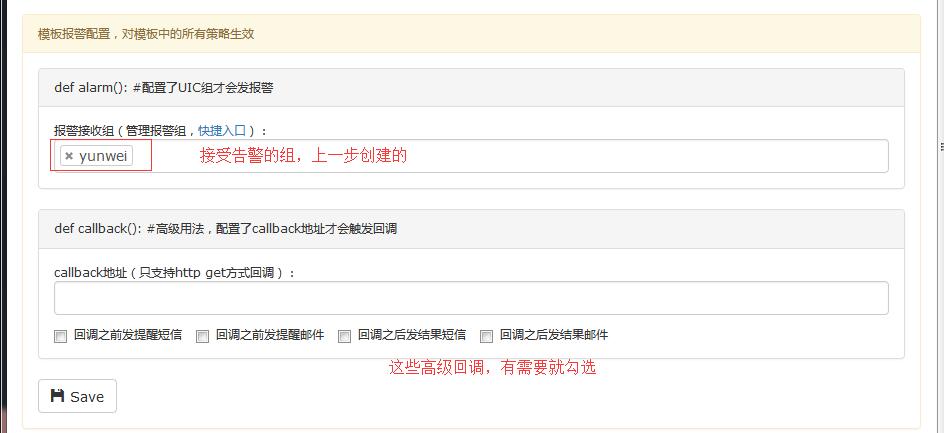 模板报警配置，对模板中的所有策略生效
def alarm(): #配置了UIC组才会发报警
报警接收组（管理报警组，快捷入口）：
× yunwei 接受告警的组，上一步创建的
def callback(): #高级用法，配置了callback地址才会触发回调
callback地址（只支持http get方式回调）：
回调之前发提醒短信 回调之前发提醒邮件 回调之后发结果短信 回调之后发结果邮件
这些高级回调，有需要就勾选
Save